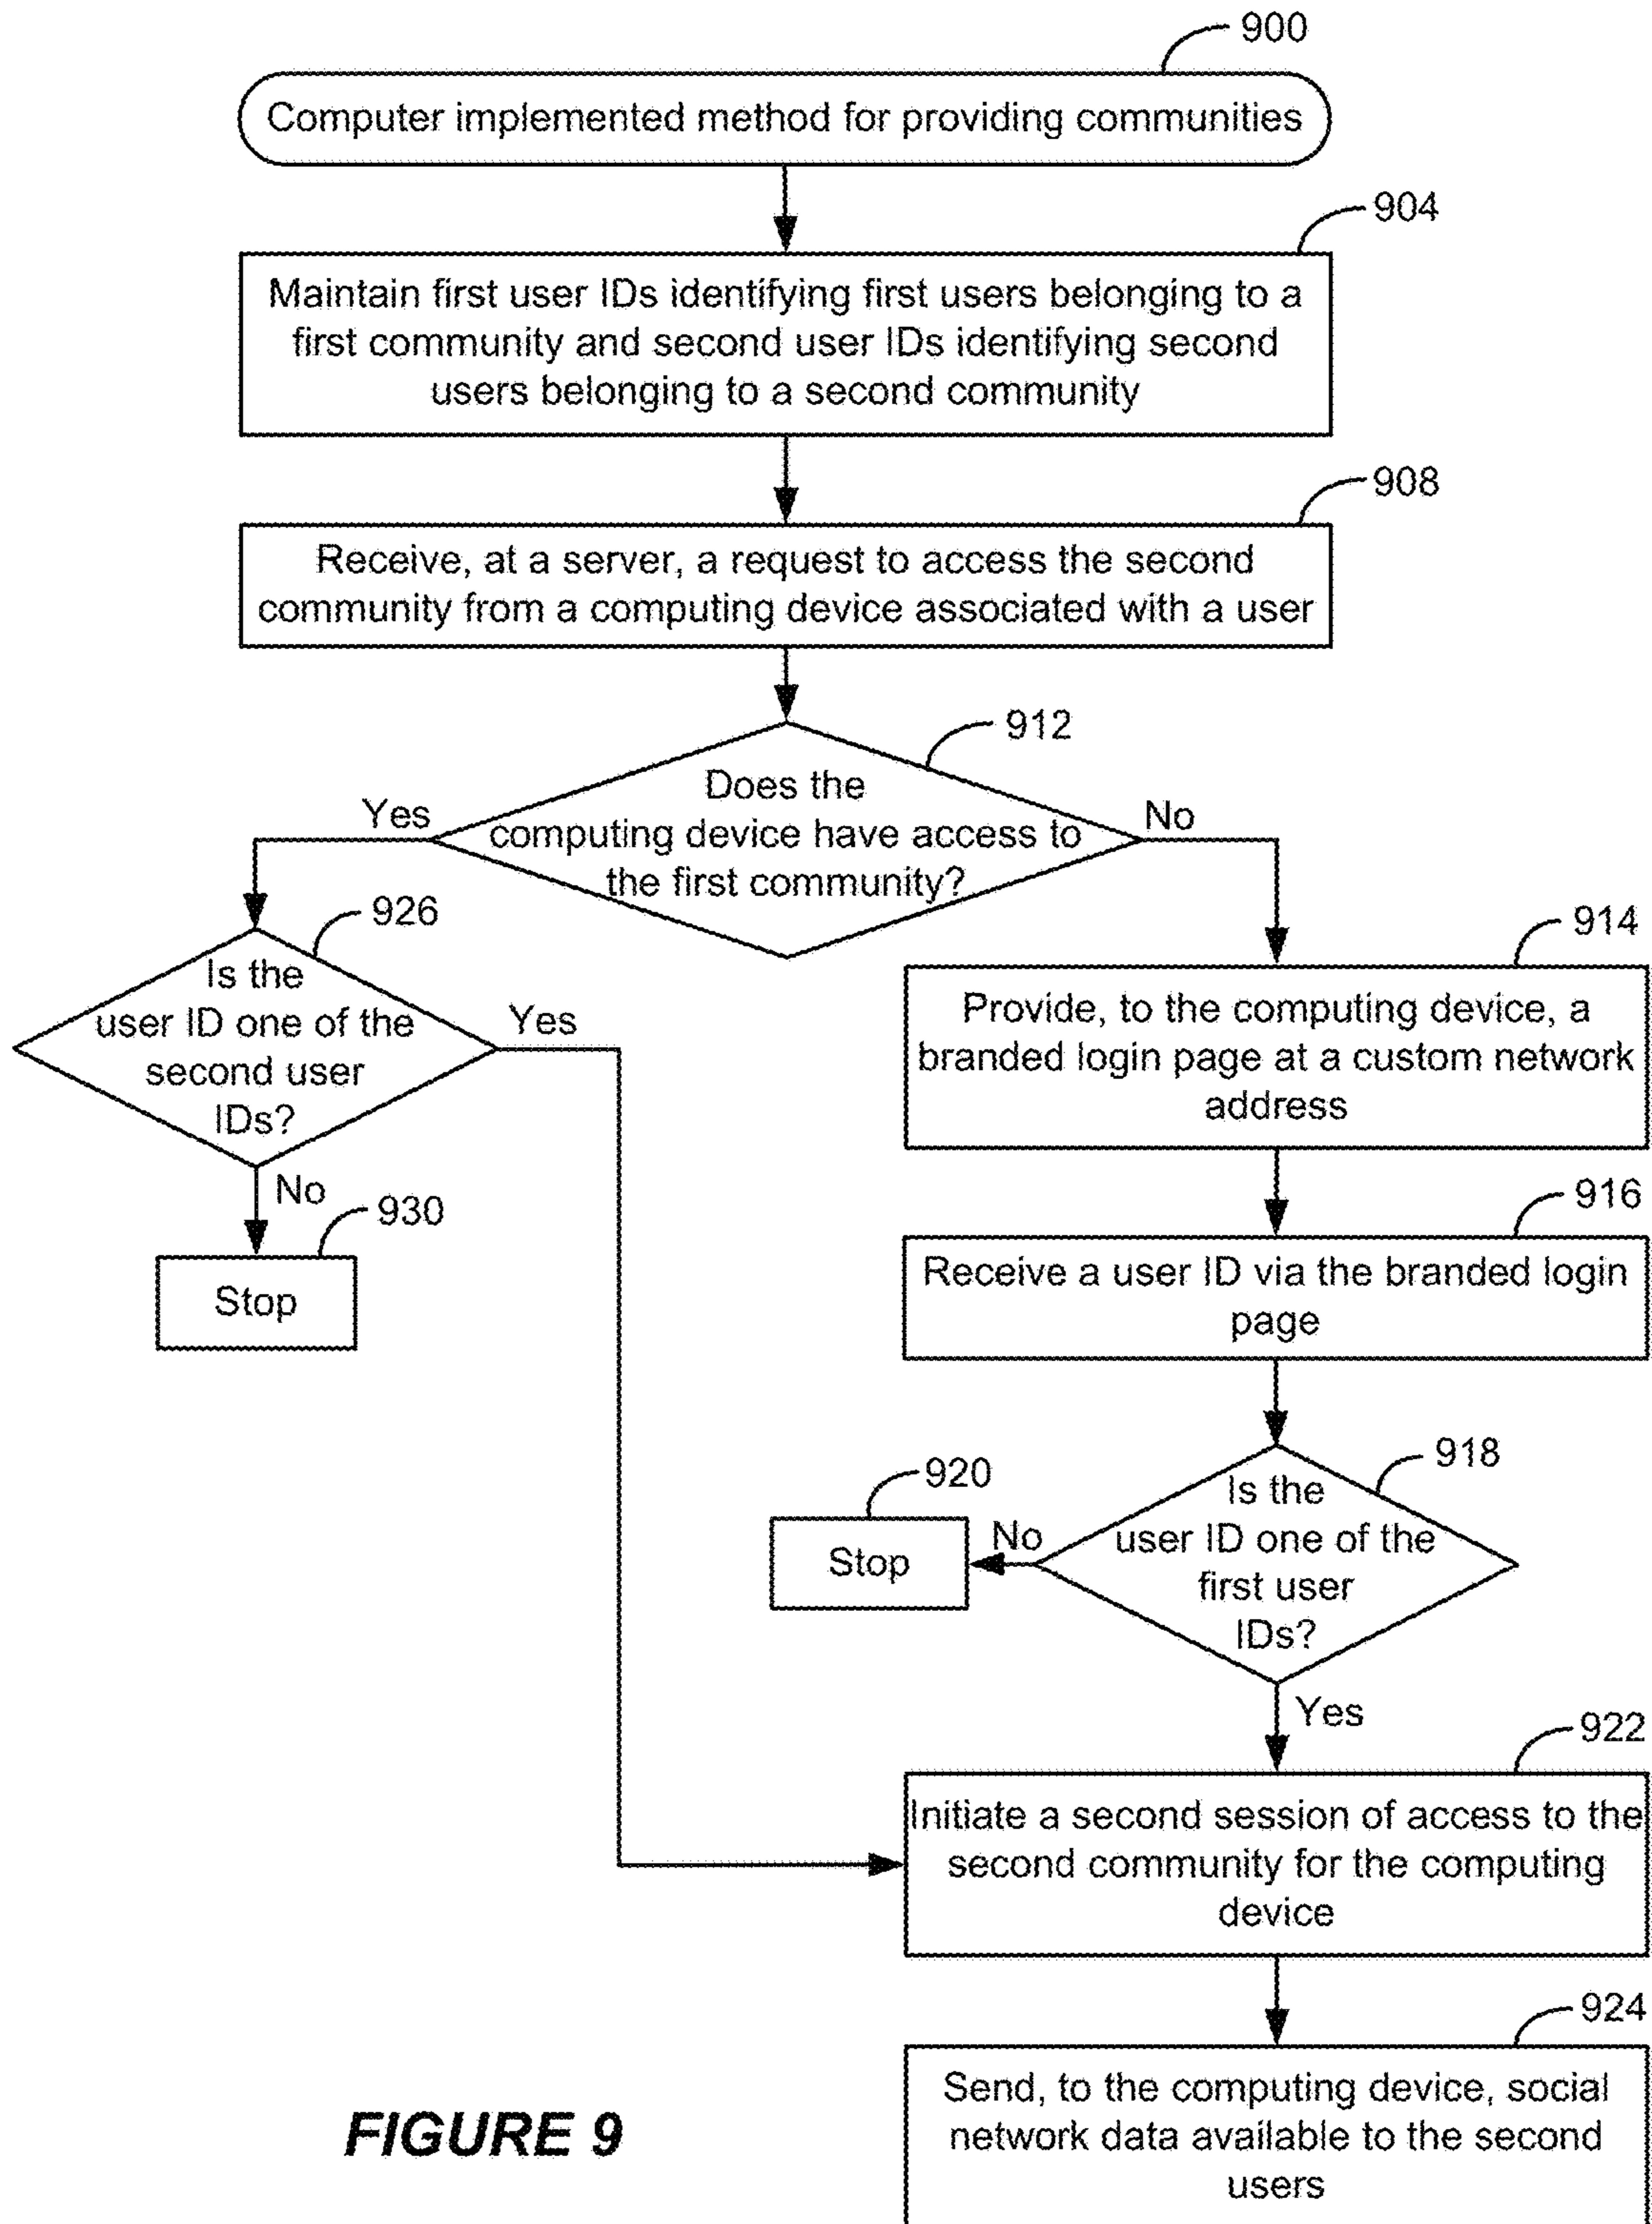 900
Computer implemented method for providing communities
904
Maintain first user IDs identifying first users belonging to a
first community and second user IDs identifying second
users belonging to a second community
908
Receive, at a server, a request to access the second
community from a computing device associated with a user
912
Does the
computing device have access to
the first community?
Yes
No
926
Is the
user ID one of the
second user
IDs?
Yes
No
930
Stop
914
Provide, to the computing device, a
branded login page at a custom network
address
916
Receive a user ID via the branded login
page
918
Is the
user ID one of the
first user
IDs?
No
920
Stop
Yes
922
Initiate a second session of access to the
second community for the computing
device
924
Send, to the computing device, social
network data available to the second
users
FIGURE 9